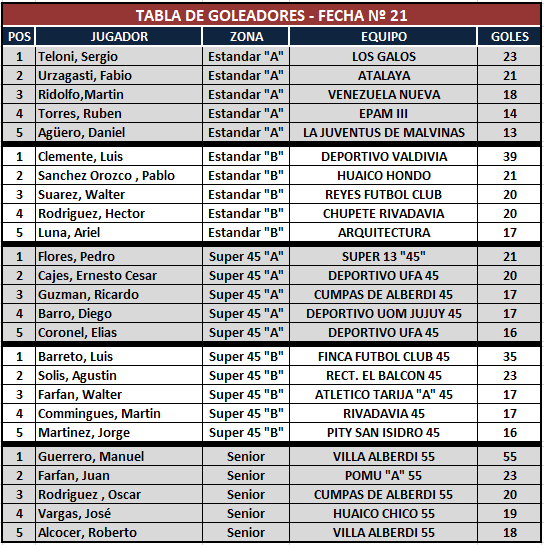 TABLA DE GOLEADORES - FECHA Nº 21
POS JUGADOR ZONA EQUIPO GOLES
1 Teloni, Sergio Estandar "A" LOS GALOS 23
2 Urzagasti, Fabio Estandar "A" ATALAYA 21
3 Ridolfo,Martin Estandar "A" VENEZUELA NUEVA 18
4 Torres, Ruben Estandar "A" EPAM III 14
5 Agüero, Daniel Estandar "A" LA JUVENTUS DE MALVINAS 13
1 Clemente, Luis Estandar "B" DEPORTIVO VALDIVIA 39
2 Sanchez Orozco , Pablo Estandar "B" HUAICO HONDO 21
3 Suarez, Walter Estandar "B" REYES FUTBOL CLUB 20
4 Rodriguez, Hector Estandar "B" CHUPETE RIVADAVIA 20
5 Luna, Ariel Estandar "B" ARQUITECTURA 17
1 Flores, Pedro Super 45 "A" SUPER 13 "45" 21
2 Cajes, Ernesto Cesar Super 45 "A" DEPORTIVO UFA 45 20
3 Guzman, Ricardo Super 45 "A" CUMPAS DE ALBERDI 45 17
4 Barro, Diego Super 45 "A" DEPORTIVO UOM JUJUY 45 17
5 Coronel, Elias Super 45 "A" DEPORTIVO UFA 45 16
1 Barreto, Luis Super 45 "B" FINCA FUTBOL CLUB 45 35
2 Solis, Agustin Super 45 "B" RECT. EL BALCON 45 23
3 Farfan, Walter Super 45 "B" ATLETICO TARIJA "A" 45 17
4 Commingues, Martin Super 45 "B" RIVADAVIA 45 17
5 Martinez, Jorge Super 45 "B" PITY SAN ISIDRO 45 16
1 Guerrero, Manuel Senior VILLA ALBERDI 55 55
2 Farfan, Juan Senior POMU "A" 55 23
3 Rodriguez , Oscar Senior CUMPAS DE ALBERDI 55 20
4 Vargas, José Senior HUAICO CHICO 55 19
5 Alcocer, Roberto Senior VILLA ALBERDI 55 18